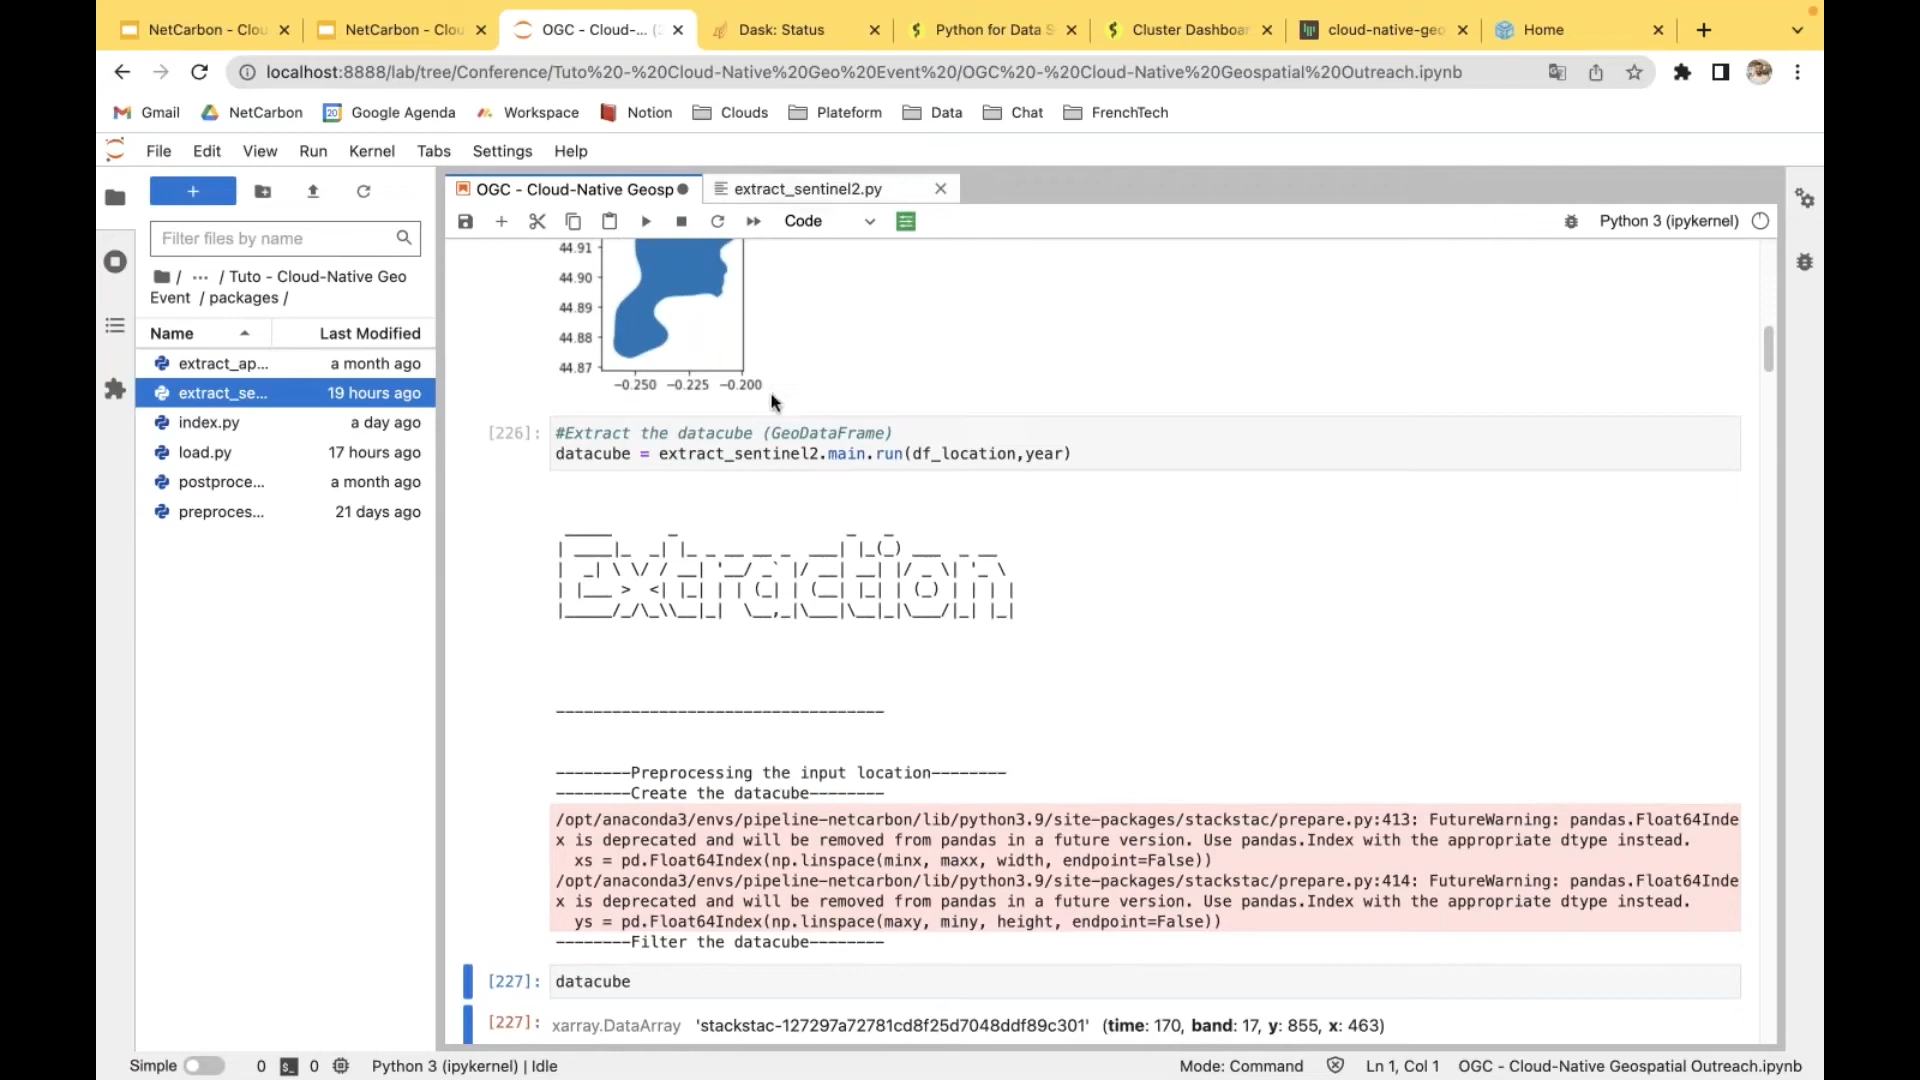 NetCarbon - Clou
NetCarbon - Clou
OGC - Cloud-... (2
Dask: Status
Python for Data S
Cluster Dashboar
cloud-native-geo
Home
localhost:8888/lab/tree/Conference/Tuto%20-%20Cloud-Native%20Geo%20Event%20/OGC%20-%20Cloud-Native%20Geospatial%20Outreach.ipynb
Gmail
NetCarbon
Google Agenda
Workspace
Notion
Clouds
Plateform
Data
Chat
FrenchTech
File Edit View Run Kernel Tabs Settings Help
OGC - Cloud-Native Geosp
extract_sentinel2.py
Code
Python 3 (ipykernel)
Filter files by name
/ ... / Tuto - Cloud-Native Geo
Event / packages /
Name Last Modified
extract_ap... a month ago
extract_se... 19 hours ago
index.py a day ago
load.py 17 hours ago
postproce... a month ago
preproces... 21 days ago
44.91
44.90
44.89
44.88
44.87
−0.250 −0.225 −0.200
[226]:
#Extract the datacube (GeoDataFrame)
datacube = extract_sentinel2.main.run(df_location,year)
Extraction
----------------------------------
--------Preprocessing the input location--------
--------Create the datacube--------
/opt/anaconda3/envs/pipeline-netcarbon/lib/python3.9/site-packages/stackstac/prepare.py:413: FutureWarning: pandas.Float64Inde
x is deprecated and will be removed from pandas in a future version. Use pandas.Index with the appropriate dtype instead.
xs = pd.Float64Index(np.linspace(minx, maxx, width, endpoint=False))
/opt/anaconda3/envs/pipeline-netcarbon/lib/python3.9/site-packages/stackstac/prepare.py:414: FutureWarning: pandas.Float64Inde
x is deprecated and will be removed from pandas in a future version. Use pandas.Index with the appropriate dtype instead.
ys = pd.Float64Index(np.linspace(maxy, miny, height, endpoint=False))
--------Filter the datacube--------
[227]: datacube
[227]: xarray.DataArray 'stackstac-127297a72781cd8f25d7048ddf89c301' (time: 170, band: 17, y: 855, x: 463)
Simple 0 0 Python 3 (ipykernel) | Idle
Mode: Command Ln 1, Col 1 OGC - Cloud-Native Geospatial Outreach.ipynb